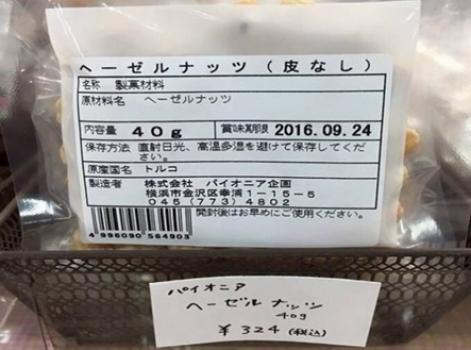 ヘーゼルナッツ（皮なし）
名称 製菓材料
原材料名 ヘーゼルナッツ
内容量 40g 賞味期限 2016.09.24
保存方法 直射日光、高温多湿を避けて保存してくださ
い。
原産国名 トルコ
製造者 株式会社 パイオニア企画
横浜市金沢区幸浦1-15-5
045(773)4802
開封後はお早めにご使用ください。
4996090564903
パイオニア
ヘーゼルナッツ
40g
¥324(税込)